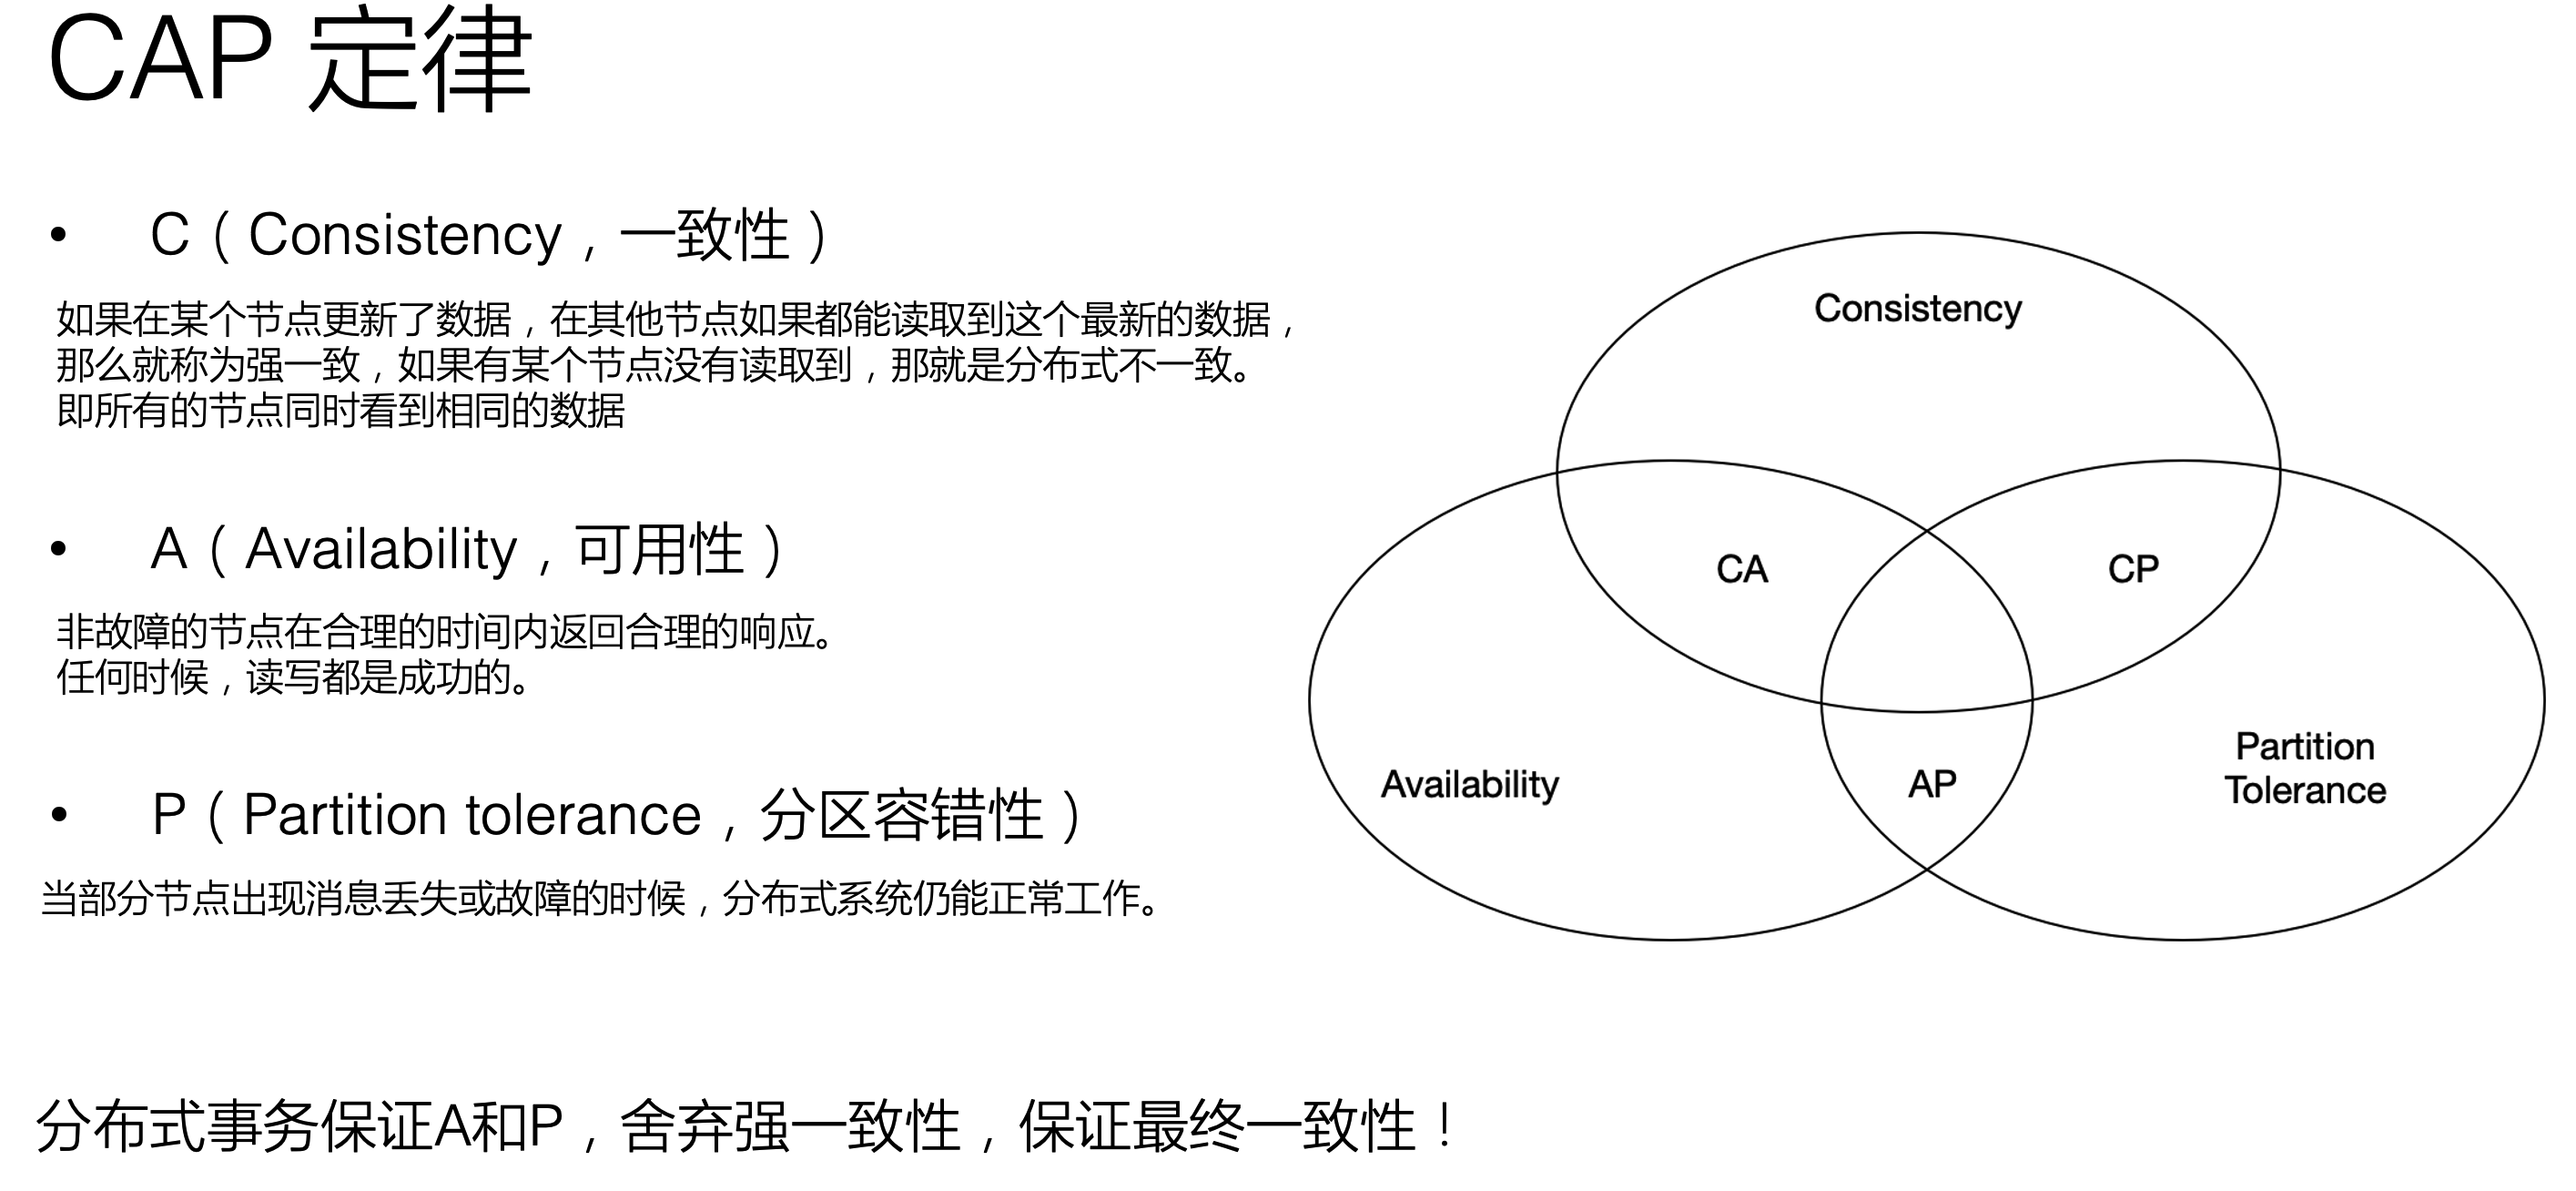 CAP 定律
• C（Consistency，一致性）
如果在某个节点更新了数据，在其他节点如果都能读取到这个最新的数据，
那么就称为强一致，如果有某个节点没有读取到，那就是分布式不一致。
即所有的节点同时看到相同的数据
• A（Availability，可用性）
非故障的节点在合理的时间内返回合理的响应。
任何时候，读写都是成功的。
• P（Partition tolerance，分区容错性）
当部分节点出现消息丢失或故障的时候，分布式系统仍能正常工作。
Consistency
CA
CP
Availability
AP
Partition
Tolerance
分布式事务保证A和P，舍弃强一致性，保证最终一致性！